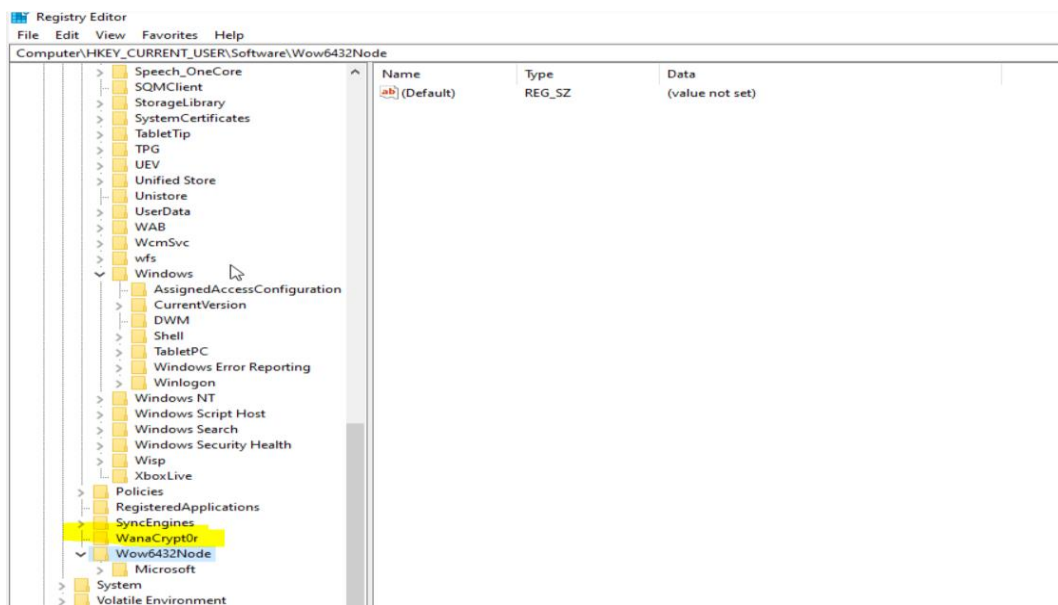 Registry Editor
File Edit View Favorites Help
Computer\HKEY_CURRENT_USER\Software\Wow6432Node
Speech_OneCore
SQMClient
StorageLibrary
SystemCertificates
TabletTip
TPG
UEV
Unified Store
Unistore
UserData
WAB
WcmSvc
wfs
Windows
AssignedAccessConfiguration
CurrentVersion
DWM
Shell
TabletPC
Windows Error Reporting
Winlogon
Windows NT
Windows Script Host
Windows Search
Windows Security Health
Wisp
XboxLive
Policies
RegisteredApplications
SyncEngines
WanaCrypt0r
Wow6432Node
Microsoft
System
Volatile Environment
Name Type Data
ab (Default) REG_SZ (value not set)